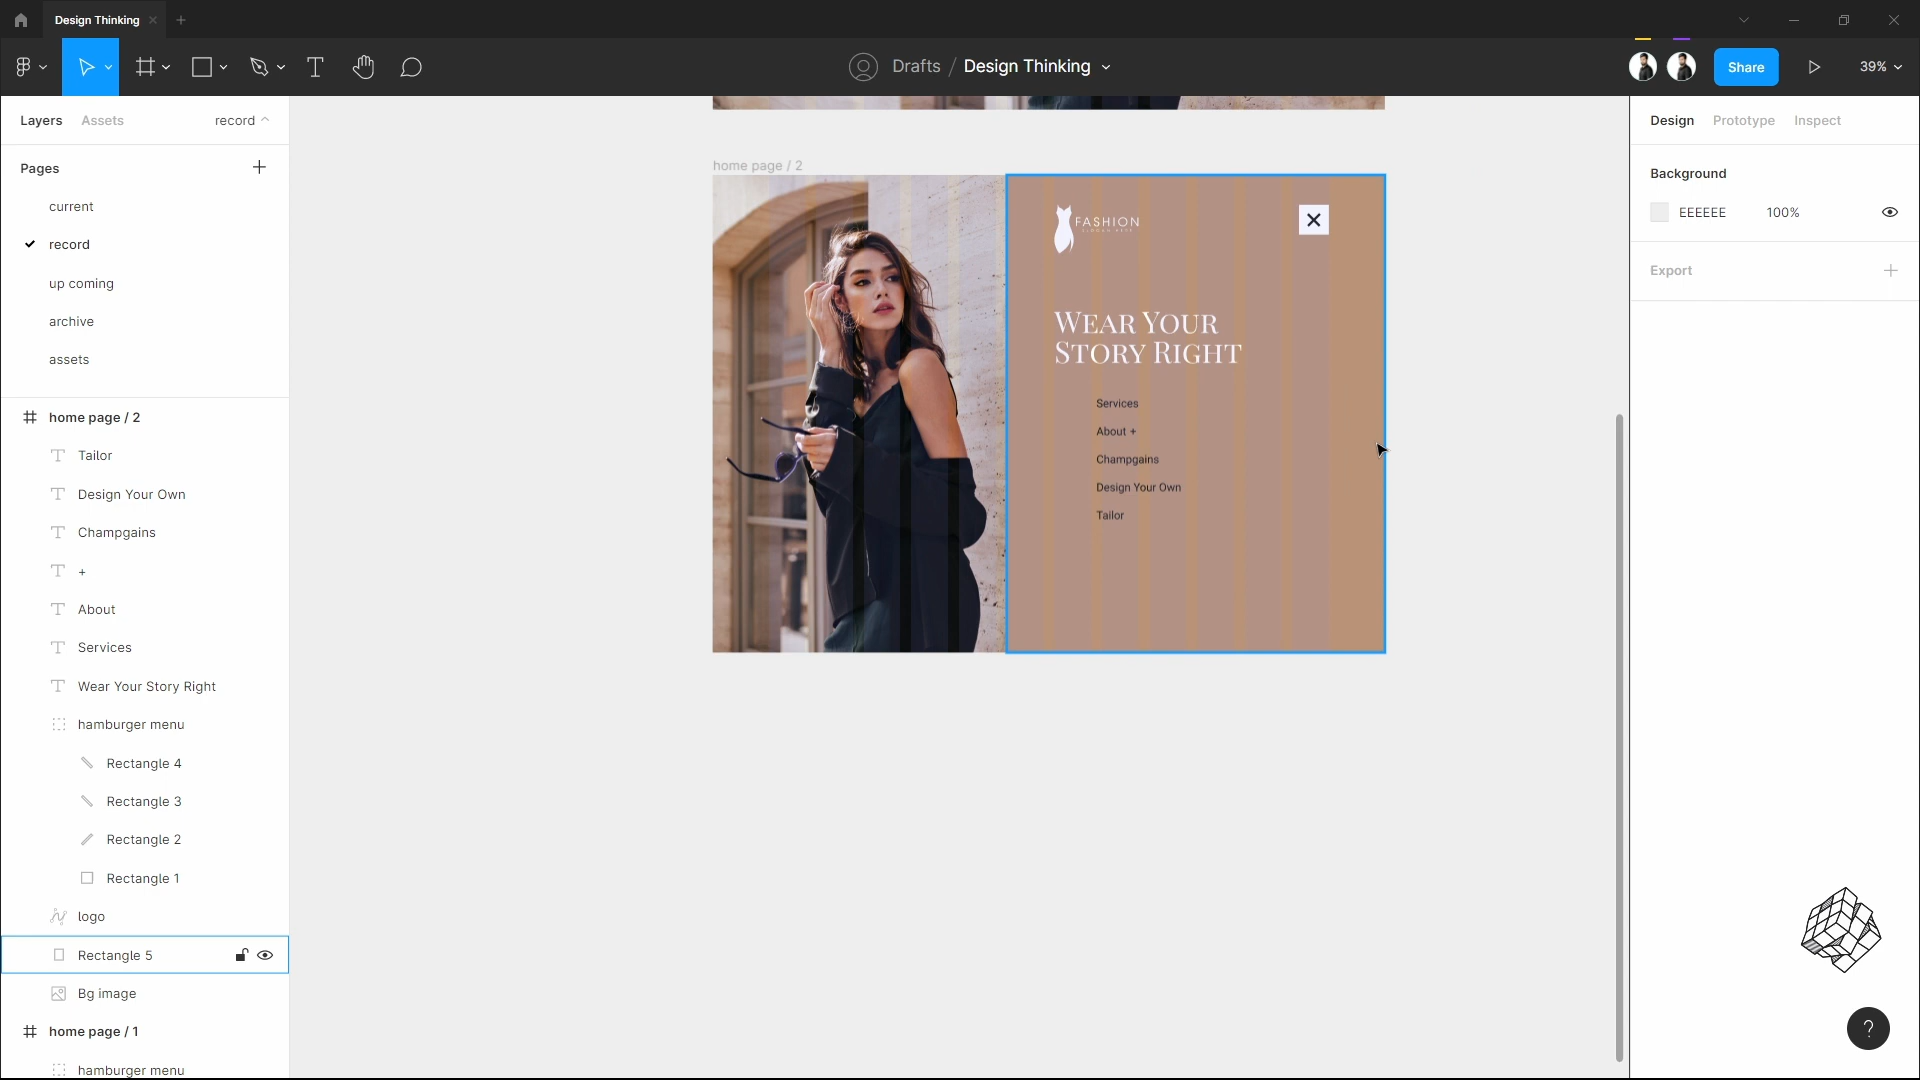 Design Thinking
Drafts / Design Thinking
Share
39%
Layers
Assets
record
Pages
current
record
up coming
archive
assets
home page / 2
Tailor
Design Your Own
Champgains
+
About
Services
Wear Your Story Right
hamburger menu
Rectangle 4
Rectangle 3
Rectangle 2
Rectangle 1
logo
Rectangle 5
Bg image
home page / 1
hamburger menu
home page / 2
FASHION
SLOGAN HERE
Wear Your
Story Right
Services
About +
Champgains
Design Your Own
Tailor
Design
Prototype
Inspect
Background
EEEEEE
100%
Export
?